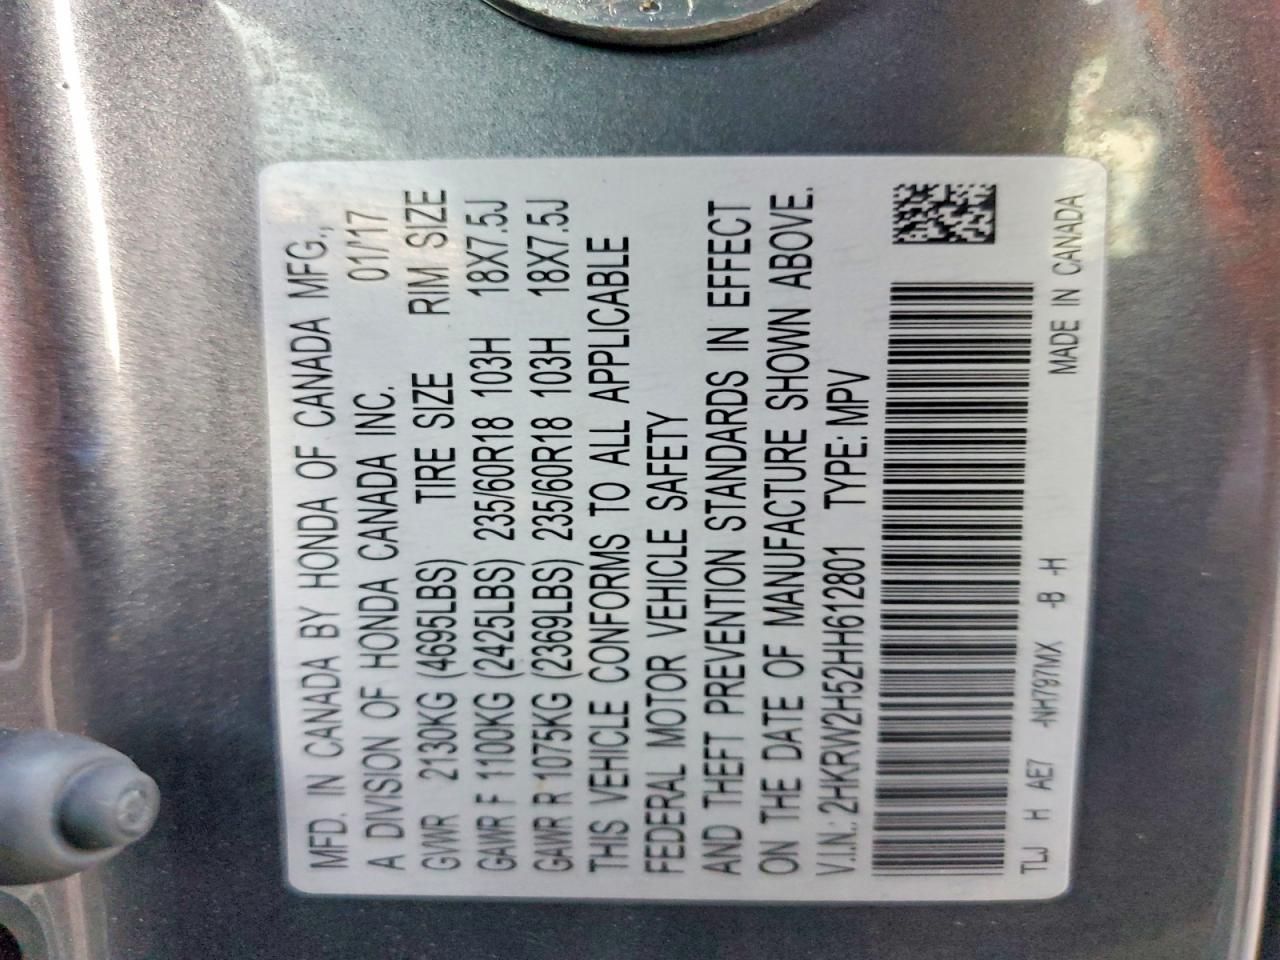 MFD. IN CANADA BY HONDA OF CANADA MFG.,
A DIVISION OF HONDA CANADA INC. 01/17
GVWR 2130KG (4695LBS) TIRE SIZE RIM SIZE
GAWR F 1100KG (2425LBS) 235/60R18 103H 18X7.5J
GAWR R 1075KG (2369LBS) 235/60R18 103H 18X7.5J
THIS VEHICLE CONFORMS TO ALL APPLICABLE
FEDERAL MOTOR VEHICLE SAFETY
AND THEFT PREVENTION STANDARDS IN EFFECT
ON THE DATE OF MANUFACTURE SHOWN ABOVE.
V.I.N.: 2HKRW2H52HH612801 TYPE: MPV
TLJ H AE7 -NH797MX -B -H MADE IN CANADA